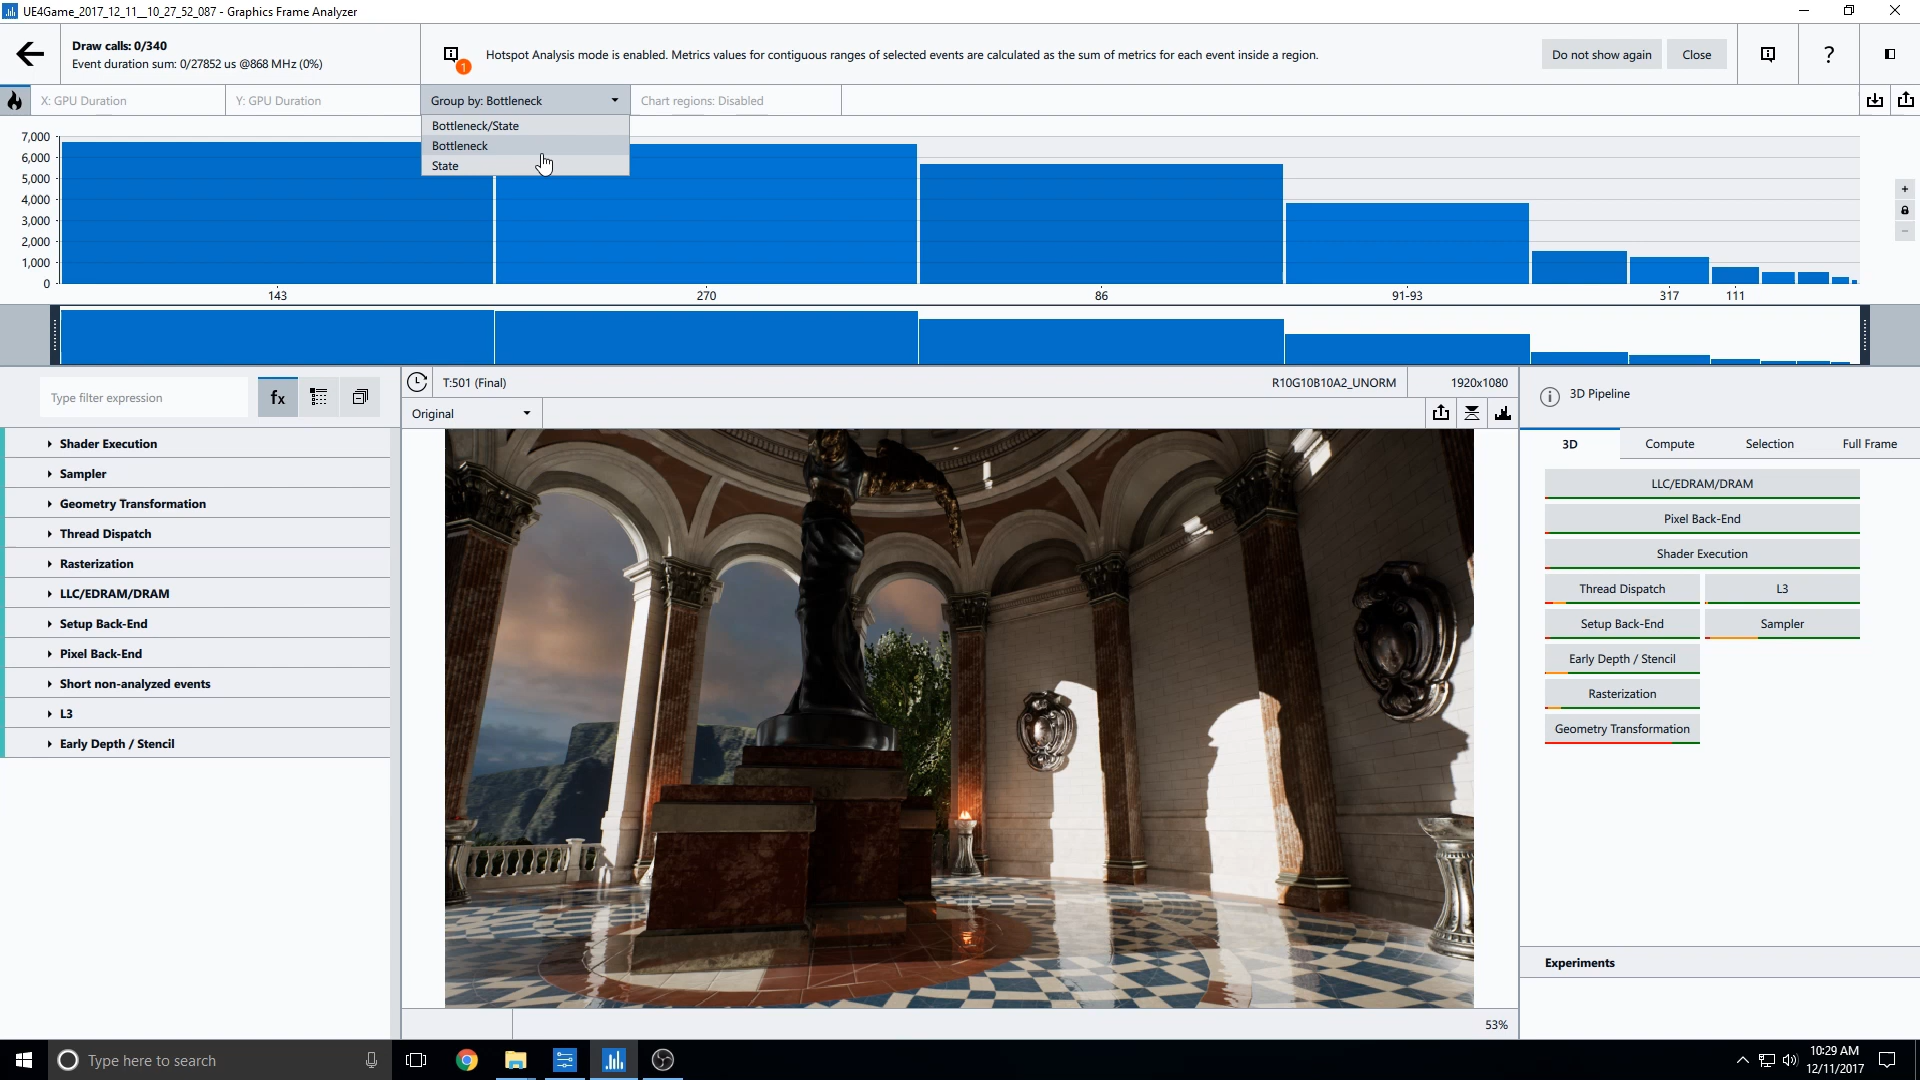 UE4Game_2017_12_11__10_27_52_087 - Graphics Frame Analyzer
Draw calls: 0/340
Event duration sum: 0/27852 us @868 MHz (0%)
1
Hotspot Analysis mode is enabled. Metrics values for contiguous ranges of selected events are calculated as the sum of metrics for each event inside a region.
Do not show again
Close
?
X: GPU Duration
Y: GPU Duration
Group by: Bottleneck
Chart regions: Disabled
Bottleneck/State
Bottleneck
State
7,000
6,000
5,000
4,000
3,000
2,000
1,000
0
143
270
86
91-93
317
111
+
−
Type filter expression
fx
T:501 (Final)
R10G10B10A2_UNORM
1920x1080
Original
Shader Execution
Sampler
Geometry Transformation
Thread Dispatch
Rasterization
LLC/EDRAM/DRAM
Setup Back-End
Pixel Back-End
Short non-analyzed events
L3
Early Depth / Stencil
53%
3D Pipeline
3D
Compute
Selection
Full Frame
LLC/EDRAM/DRAM
Pixel Back-End
Shader Execution
Thread Dispatch
L3
Setup Back-End
Sampler
Early Depth / Stencil
Rasterization
Geometry Transformation
Experiments
Type here to search
10:29 AM
12/11/2017